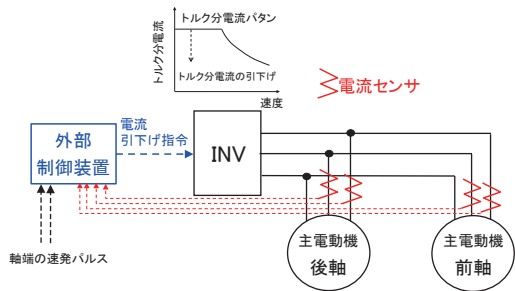 トルク分電流
トルク分電流パタン
トルク分電流の引下げ
速度
電流センサ
外部
制御装置
電流
引下げ指令
INV
軸端の速発パルス
主電動機
後軸
主電動機
前軸